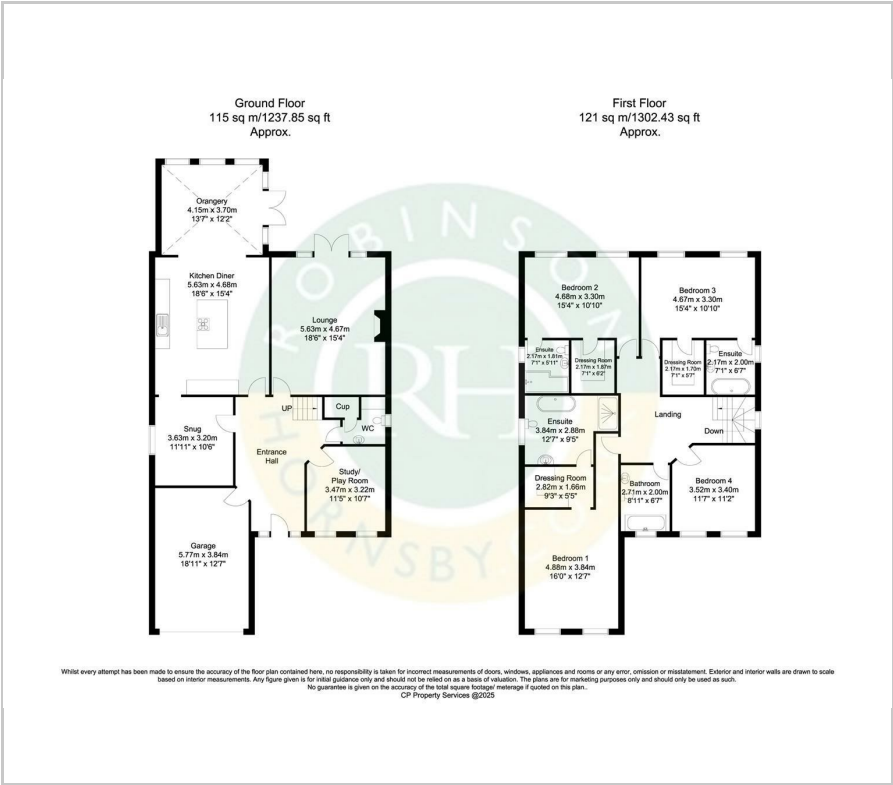 Ground Floor
115 sq m/1237.85 sq ft
Approx.
First Floor
121 sq m/1302.43 sq ft
Approx.
Orangery
4.15m x 3.70m
13'7" x 12'2"
Kitchen Diner
5.63m x 4.68m
18'6" x 15'4"
Lounge
5.63m x 4.67m
18'6" x 15'4"
UP
Cup
WC
Snug
3.63m x 3.20m
11'11" x 10'6"
Entrance
Hall
Study/
Play Room
3.47m x 3.22m
11'5" x 10'7"
Garage
5.77m x 3.84m
18'11" x 12'7"
Bedroom 2
4.68m x 3.30m
15'4" x 10'10"
Bedroom 3
4.67m x 3.30m
15'4" x 10'10"
Ensuite
2.17m x 1.81m
7'1" x 5'11"
Dressing Room
2.17m x 1.87m
7'1" x 6'2"
Dressing Room
2.17m x 1.70m
7'1" x 5'7"
Ensuite
2.17m x 2.00m
7'1" x 6'7"
Ensuite
3.84m x 2.88m
12'7" x 9'5"
Landing
Down
Dressing Room
2.82m x 1.66m
9'3" x 5'5"
Bathroom
2.71m x 2.00m
8'11" x 6'7"
Bedroom 4
3.52m x 3.40m
11'7" x 11'2"
Bedroom 1
4.88m x 3.84m
16'0" x 12'7"
ROBINSON
RH
HORNSBY CO
Whilst every attempt has been made to ensure the accuracy of the floor plan contained here, no responsibility is taken for incorrect measurements of doors, windows, appliances and rooms or any error, omission or misstatement. Exterior and interior walls are drawn to scale
based on interior measurements. Any figure given is for initial guidance only and should not be relied on as a basis of valuation. The plans are for marketing purposes only and should only be used as such.
No guarantee is given on the accuracy of the total square footage/ meterage if quoted on this plan..
CP Property Services @2025